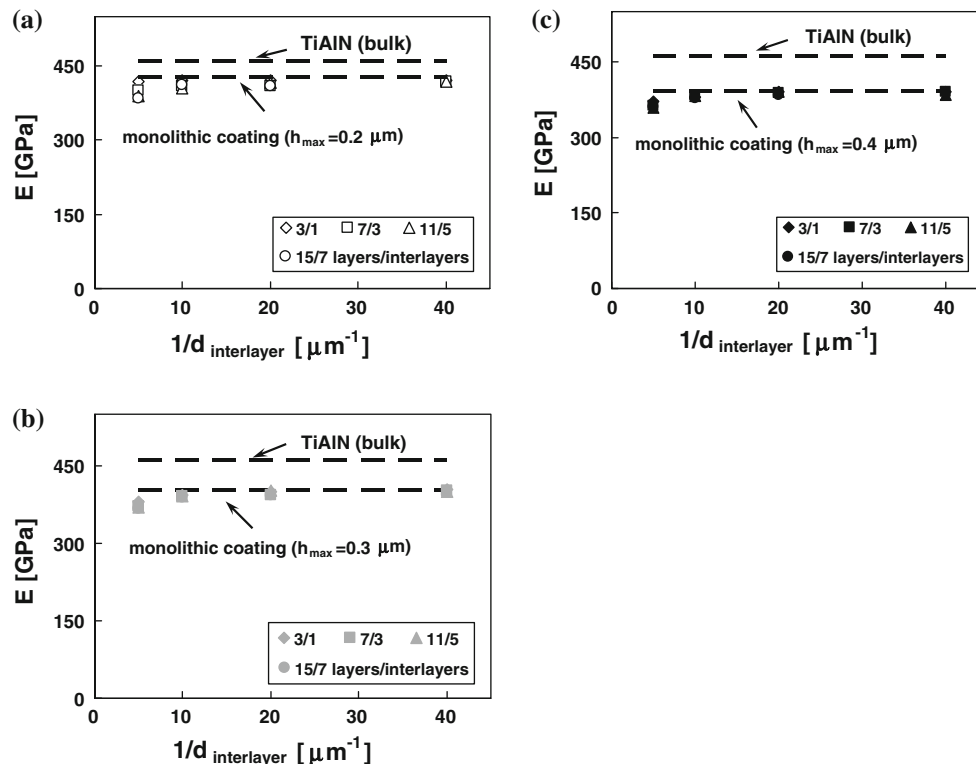 (a)
TiAlN (bulk)
450
300
150
0
E [GPa]
monolithic coating (hmax=0.2 μm)
3/1 7/3 11/5
15/7 layers/interlayers
0 10 20 30 40
1/d interlayer [μm-1]
(c)
TiAlN (bulk)
450
300
150
0
E [GPa]
monolithic coating (hmax=0.4 μm)
3/1 7/3 11/5
15/7 layers/interlayers
0 10 20 30 40
1/d interlayer [μm-1]
(b)
TiAlN (bulk)
450
300
150
0
E [GPa]
monolithic coating (hmax=0.3 μm)
3/1 7/3 11/5
15/7 layers/interlayers
0 10 20 30 40
1/d interlayer [μm-1]